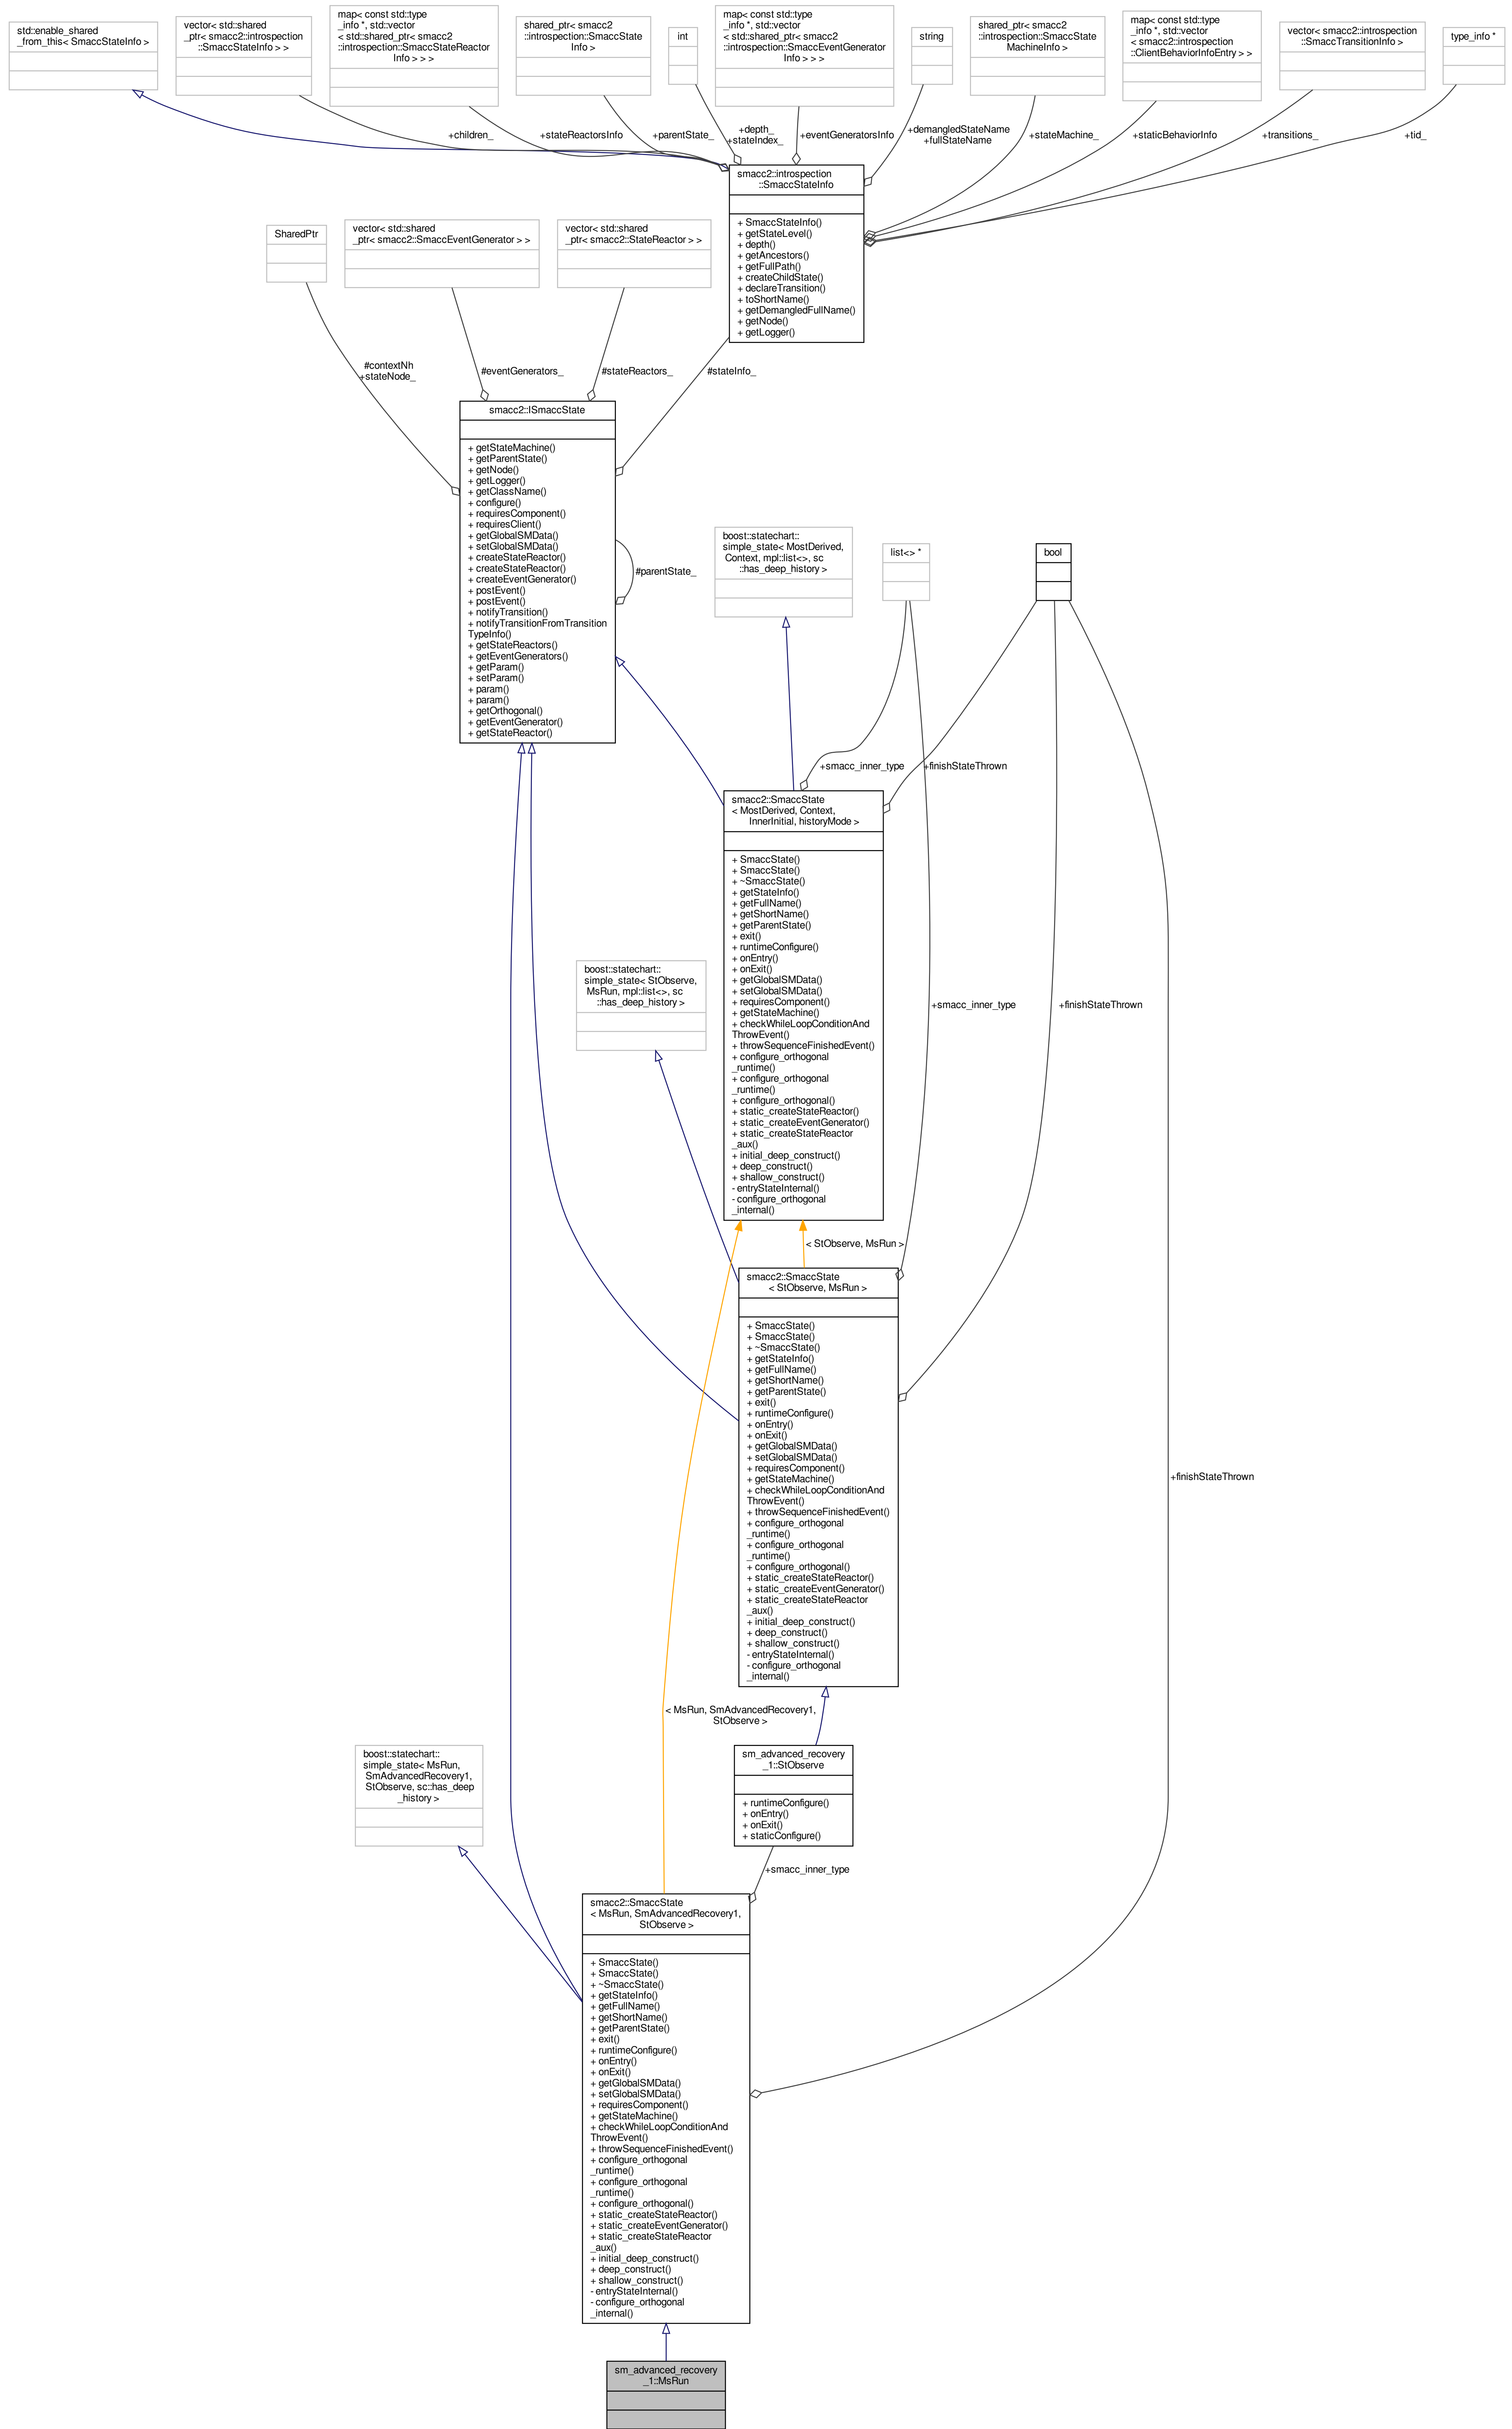 std::enable_shared
_from_this< SmaccStateInfo >
vector< std::shared
_ptr< smacc2::introspection
::SmaccStateInfo > >
map< const std::type
_info *, std::vector
< std::shared_ptr< smacc2
::introspection::SmaccStateReactor
Info > > >
shared_ptr< smacc2
::introspection::SmaccState
Info >
int
map< const std::type
_info *, std::vector
< std::shared_ptr< smacc2
::introspection::SmaccEventGenerator
Info > > >
string
shared_ptr< smacc2
::introspection::SmaccState
MachineInfo >
map< const std::type
_info *, std::vector
< smacc2::introspection
::ClientBehaviorInfoEntry > >
vector< smacc2::introspection
::SmaccTransitionInfo >
type_info *
+children_
+stateReactorsInfo
+parentState_
+depth_
+stateIndex_
+eventGeneratorsInfo
+demangledStateName
+fullStateName
+stateMachine_
+staticBehaviorInfo
+transitions_
+tid_
smacc2::introspection
::SmaccStateInfo
+ SmaccStateInfo()
+ getStateLevel()
+ depth()
+ getAncestors()
+ getFullPath()
+ createChildState()
+ declareTransition()
+ toShortName()
+ getDemangledFullName()
+ getNode()
+ getLogger()
SharedPtr
vector< std::shared
_ptr< smacc2::SmaccEventGenerator > >
vector< std::shared
_ptr< smacc2::StateReactor > >
#contextNh
+stateNode_
#eventGenerators_
#stateReactors_
#stateInfo_
smacc2::ISmaccState
+ getStateMachine()
+ getParentState()
+ getNode()
+ getLogger()
+ getClassName()
+ configure()
+ requiresComponent()
+ requiresClient()
+ getGlobalSMData()
+ setGlobalSMData()
+ createStateReactor()
+ createStateReactor()
+ createEventGenerator()
+ postEvent()
+ postEvent()
+ notifyTransition()
+ notifyTransitionFromTransition
TypeInfo()
+ getStateReactors()
+ getEventGenerators()
+ getParam()
+ setParam()
+ param()
+ param()
+ getOrthogonal()
+ getEventGenerator()
+ getStateReactor()
#parentState_
boost::statechart::
simple_state< MostDerived,
Context, mpl::list<>, sc
::has_deep_history >
list<> *
bool
+smacc_inner_type
+finishStateThrown
smacc2::SmaccState
< MostDerived, Context,
InnerInitial, historyMode >
+ SmaccState()
+ SmaccState()
+ ~SmaccState()
+ getStateInfo()
+ getFullName()
+ getShortName()
+ getParentState()
+ exit()
+ runtimeConfigure()
+ onEntry()
+ onExit()
+ getGlobalSMData()
+ setGlobalSMData()
+ requiresComponent()
+ getStateMachine()
+ checkWhileLoopConditionAnd
ThrowEvent()
+ throwSequenceFinishedEvent()
+ configure_orthogonal
_runtime()
+ configure_orthogonal
_runtime()
+ configure_orthogonal()
+ static_createStateReactor()
+ static_createEventGenerator()
+ static_createStateReactor
_aux()
+ initial_deep_construct()
+ deep_construct()
+ shallow_construct()
- entryStateInternal()
- configure_orthogonal
_internal()
boost::statechart::
simple_state< StObserve,
MsRun, mpl::list<>, sc
::has_deep_history >
+smacc_inner_type
+finishStateThrown
< StObserve, MsRun >
smacc2::SmaccState
< StObserve, MsRun >
+ SmaccState()
+ SmaccState()
+ ~SmaccState()
+ getStateInfo()
+ getFullName()
+ getShortName()
+ getParentState()
+ exit()
+ runtimeConfigure()
+ onEntry()
+ onExit()
+ getGlobalSMData()
+ setGlobalSMData()
+ requiresComponent()
+ getStateMachine()
+ checkWhileLoopConditionAnd
ThrowEvent()
+ throwSequenceFinishedEvent()
+ configure_orthogonal
_runtime()
+ configure_orthogonal
_runtime()
+ configure_orthogonal()
+ static_createStateReactor()
+ static_createEventGenerator()
+ static_createStateReactor
_aux()
+ initial_deep_construct()
+ deep_construct()
+ shallow_construct()
- entryStateInternal()
- configure_orthogonal
_internal()
+finishStateThrown
< MsRun, SmAdvancedRecovery1,
StObserve >
boost::statechart::
simple_state< MsRun,
SmAdvancedRecovery1,
StObserve, sc::has_deep
_history >
sm_advanced_recovery
_1::StObserve
+ runtimeConfigure()
+ onEntry()
+ onExit()
+ staticConfigure()
+smacc_inner_type
smacc2::SmaccState
< MsRun, SmAdvancedRecovery1,
StObserve >
+ SmaccState()
+ SmaccState()
+ ~SmaccState()
+ getStateInfo()
+ getFullName()
+ getShortName()
+ getParentState()
+ exit()
+ runtimeConfigure()
+ onEntry()
+ onExit()
+ getGlobalSMData()
+ setGlobalSMData()
+ requiresComponent()
+ getStateMachine()
+ checkWhileLoopConditionAnd
ThrowEvent()
+ throwSequenceFinishedEvent()
+ configure_orthogonal
_runtime()
+ configure_orthogonal
_runtime()
+ configure_orthogonal()
+ static_createStateReactor()
+ static_createEventGenerator()
+ static_createStateReactor
_aux()
+ initial_deep_construct()
+ deep_construct()
+ shallow_construct()
- entryStateInternal()
- configure_orthogonal
_internal()
sm_advanced_recovery
_1::MsRun